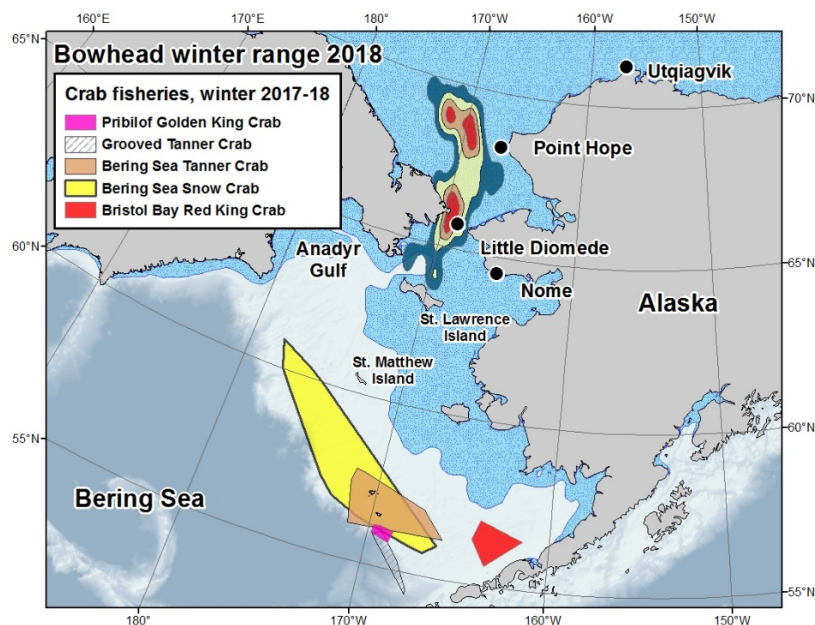 160°E
170°E
180°
170°W
160°W
150°W
65°N
Bowhead winter range 2018
Crab fisheries, winter 2017-18
Pribilof Golden King Crab
Grooved Tanner Crab
Bering Sea Tanner Crab
Bering Sea Snow Crab
Bristol Bay Red King Crab
Utqiagvik
70°N
Point Hope
60°N
Anadyr
Gulf
Little Diomede
65°N
Nome
Alaska
St. Lawrence
Island
St. Matthew
Island
55°N
60°N
Bering Sea
55°N
180°
170°W
160°W
150°W